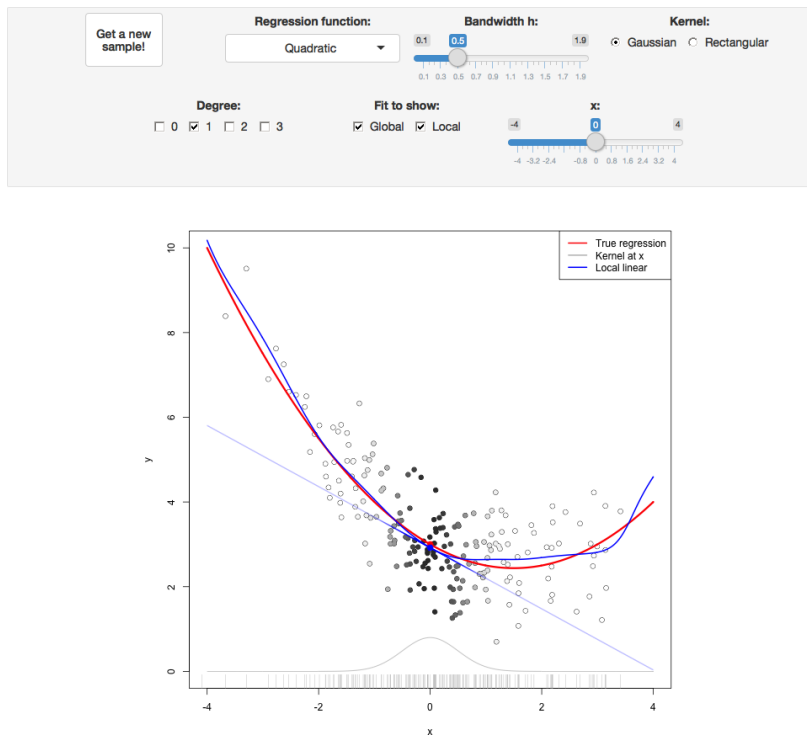 Get a new
sample!
Regression function:
Quadratic
Bandwidth h:
0.1 0.5 1.9
0.1 0.3 0.5 0.7 0.9 1.1 1.3 1.5 1.7 1.9
Kernel:
Gaussian Rectangular
Degree:
0 1 2 3
Fit to show:
Global Local
x:
-4 0 4
-4 -3.2 -2.4 -0.8 0 0.8 1.6 2.4 3.2 4
True regression
Kernel at x
Local linear
y
10
8
6
4
2
0
-4 -2 0 2 4
x